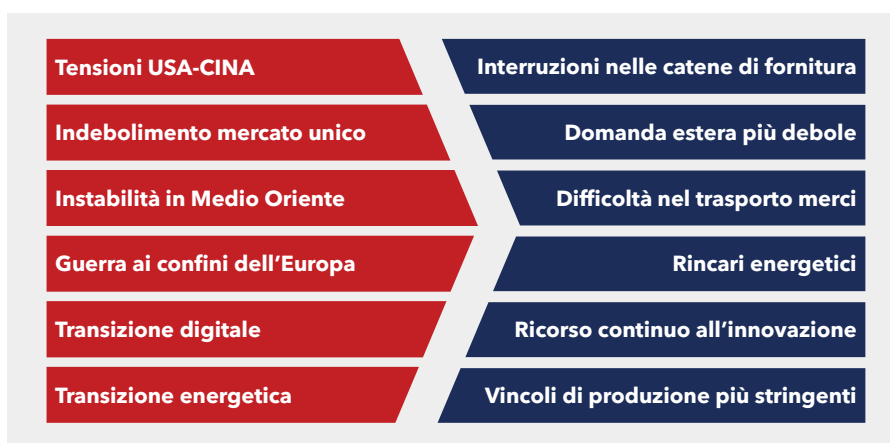 Tensioni USA-CINA
Interruzioni nelle catene di fornitura
Indebolimento mercato unico
Domanda estera più debole
Instabilità in Medio Oriente
Difficoltà nel trasporto merci
Guerra ai confini dell’Europa
Rincari energetici
Transizione digitale
Ricorso continuo all’innovazione
Transizione energetica
Vincoli di produzione più stringenti